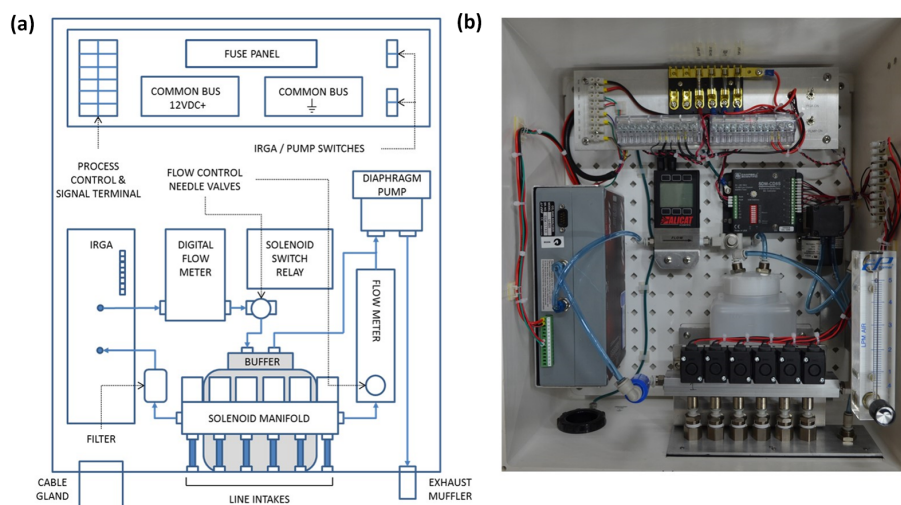 (a)
FUSE PANEL
COMMON BUS
12VDC+
COMMON BUS
IRGA / PUMP SWITCHES
PROCESS
CONTROL &
SIGNAL TERMINAL
FLOW CONTROL
NEEDLE VALVES
DIAPHRAGM
PUMP
IRGA
DIGITAL
FLOW
METER
SOLENOID
SWITCH
RELAY
FLOW METER
BUFFER
SOLENOID MANIFOLD
FILTER
CABLE
GLAND
LINE INTAKES
EXHAUST
MUFFLER
(b)
ALICAT
LPM AIR